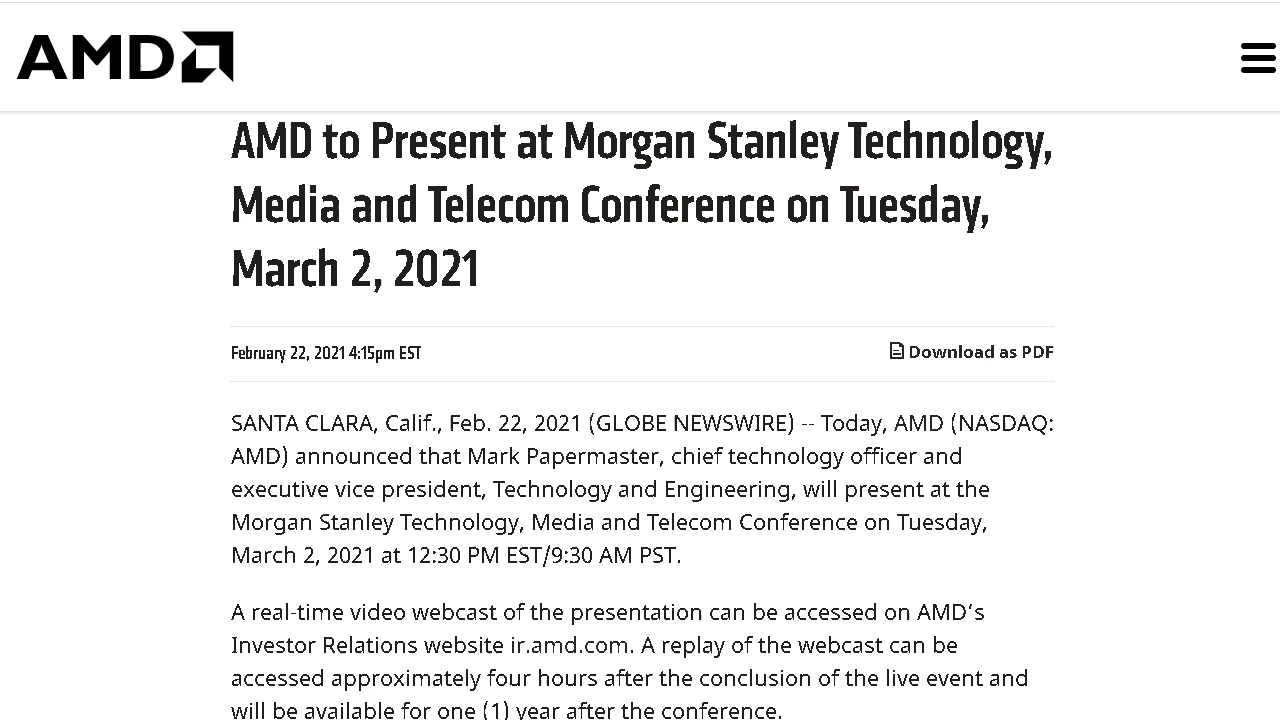 AMD
AMD to Present at Morgan Stanley Technology,
Media and Telecom Conference on Tuesday,
March 2, 2021
February 22, 2021 4:15pm EST
Download as PDF
SANTA CLARA, Calif., Feb. 22, 2021 (GLOBE NEWSWIRE) -- Today, AMD (NASDAQ:
AMD) announced that Mark Papermaster, chief technology officer and
executive vice president, Technology and Engineering, will present at the
Morgan Stanley Technology, Media and Telecom Conference on Tuesday,
March 2, 2021 at 12:30 PM EST/9:30 AM PST.
A real-time video webcast of the presentation can be accessed on AMD’s
Investor Relations website ir.amd.com. A replay of the webcast can be
accessed approximately four hours after the conclusion of the live event and
will be available for one (1) year after the conference.